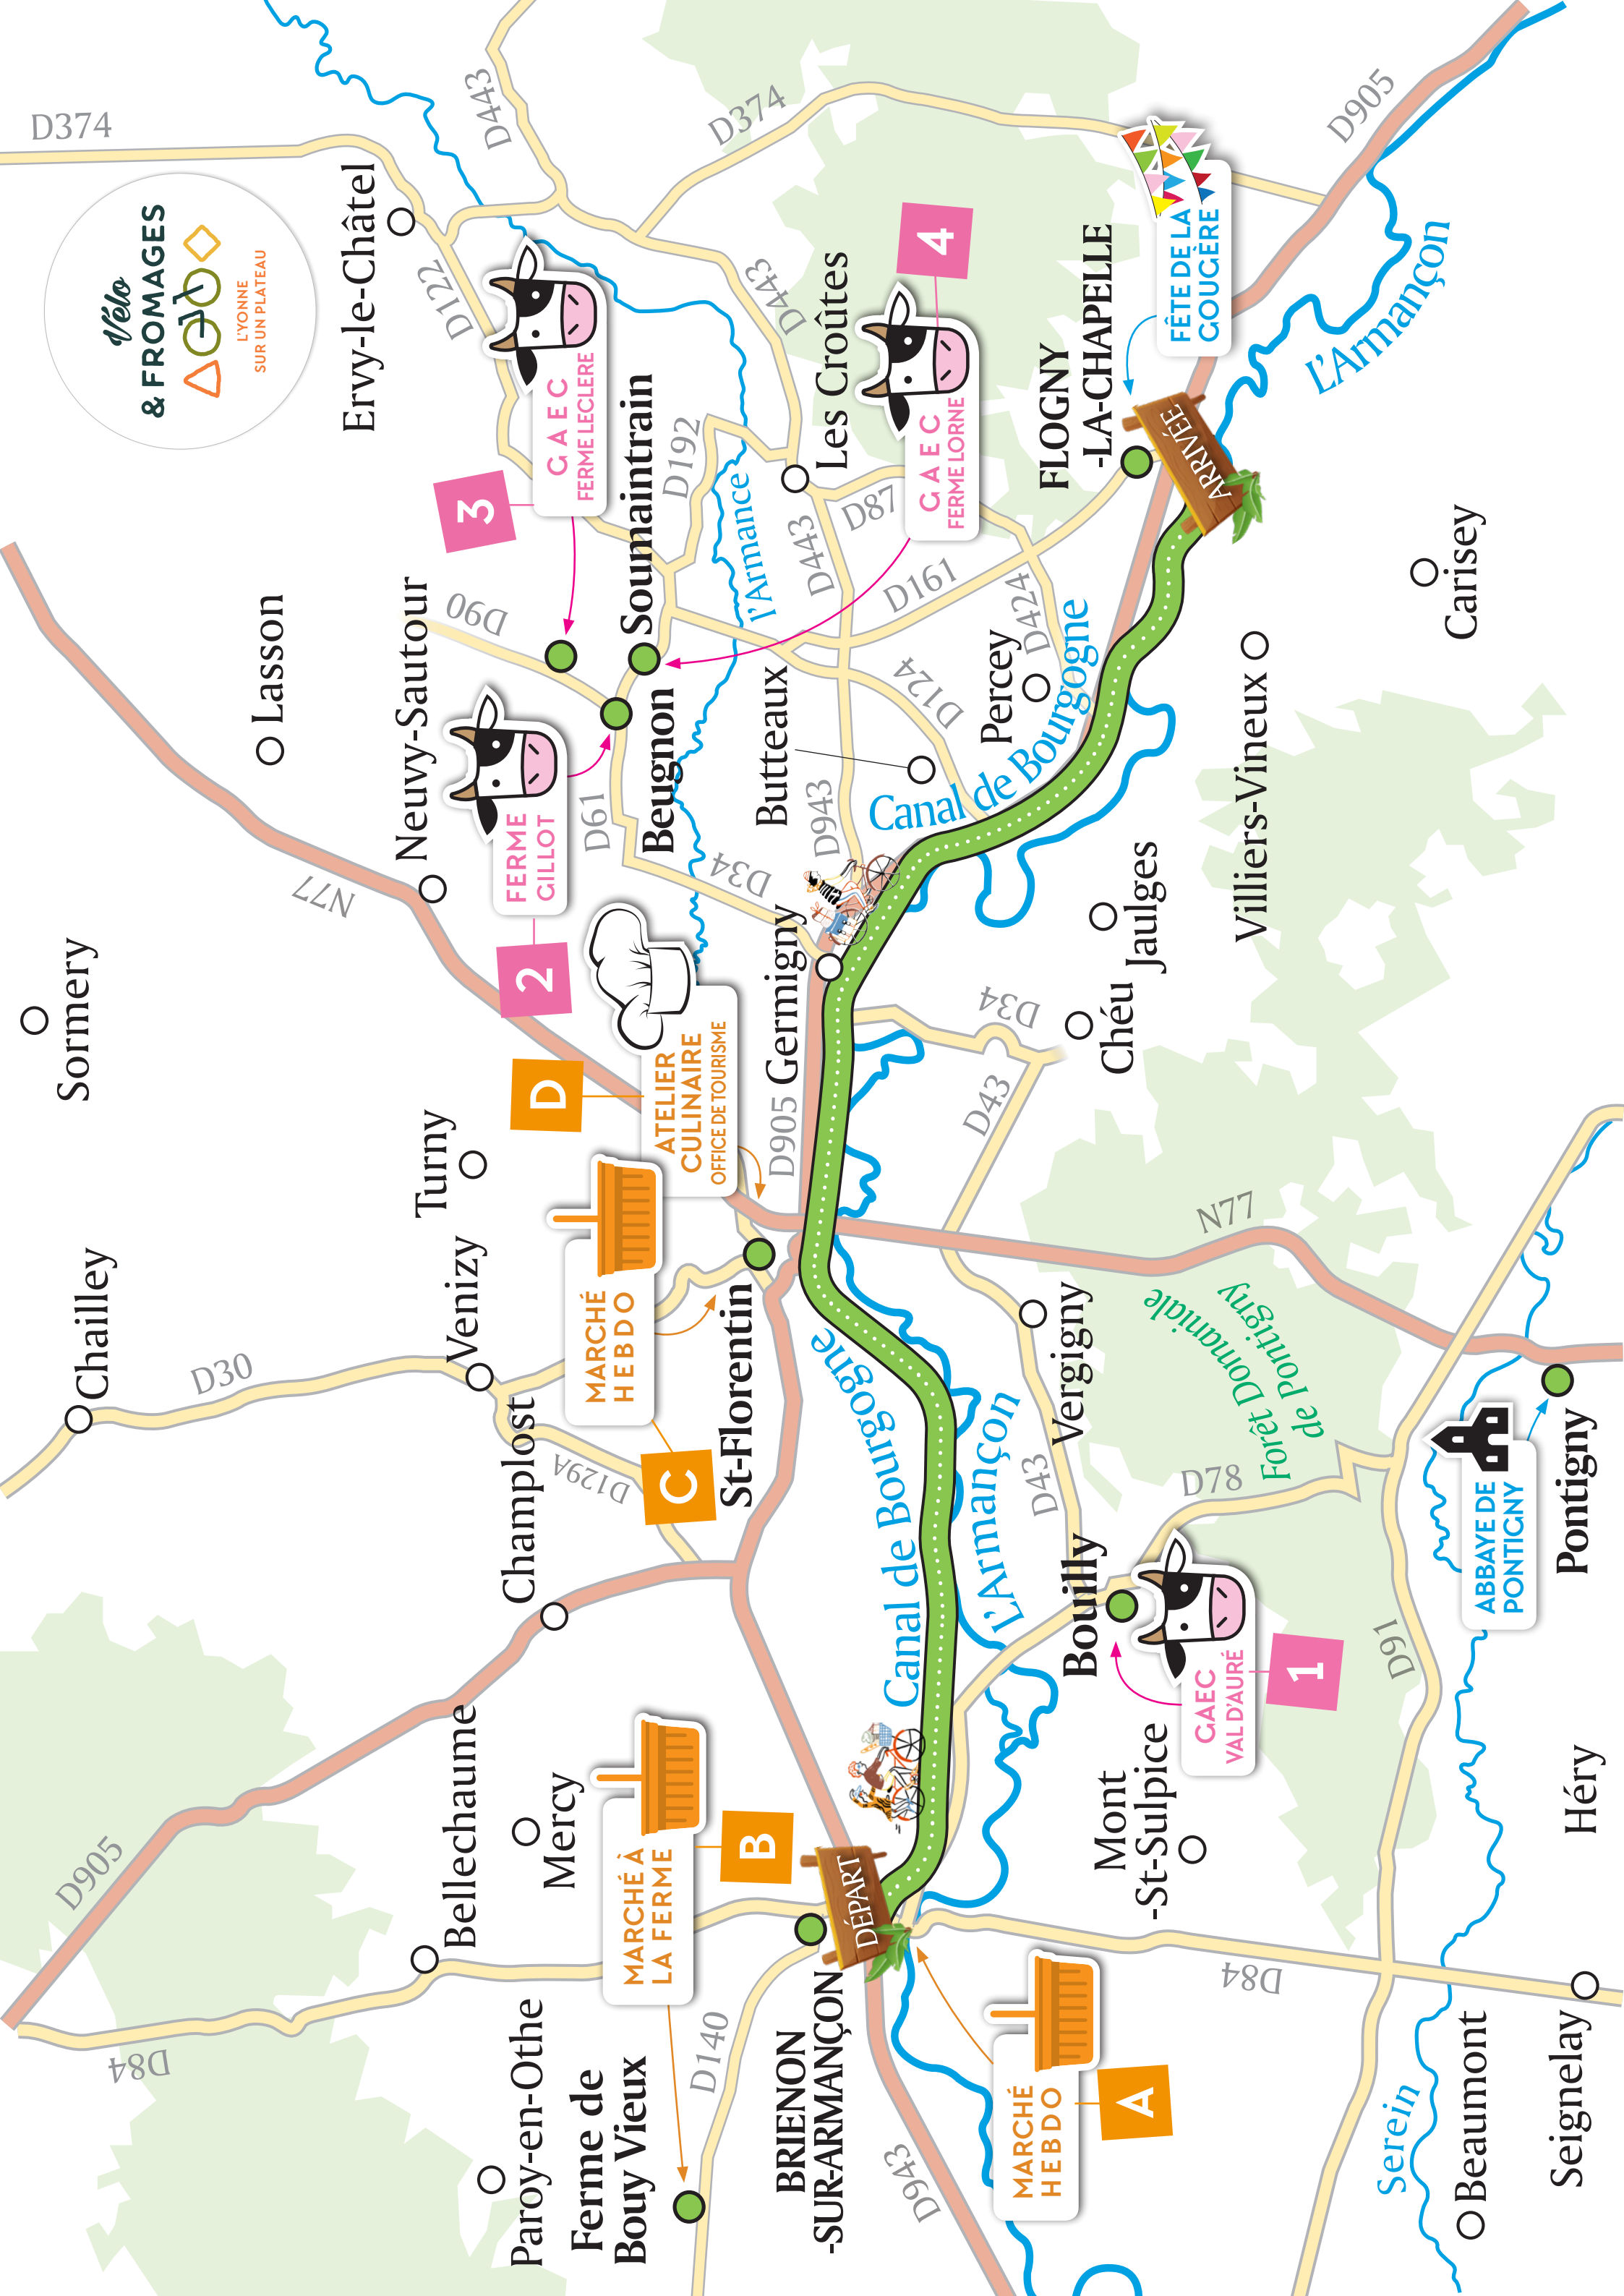 Vélo
& FROMAGES
L'YONNE
SUR UN PLATEAU
D374
D443
D374
D905
Ervy-le-Châtel
D122
3
G A E C
FERME LECLERE
Soumaintrain
D192
l'Armance
D443
Les Croûtes
4
G A E C
FERME LORNE
D443
D87
D161
D424
FLOGNY
-LA-CHAPELLE
FÊTE DE LA
GOUGÈRE
ARRIVÉE
L'Armançon
Carisey
Lasson
Neuvy-Sautour
D90
N77
2
FERME
GILLOT
D61
Beugnon
D34
Butteaux
D943
D124
Percey
Canal de Bourgogne
Villiers-Vineux
Jaulges
Chéu
D34
D43
Germigny
D905
Sormery
Turny
D
ATELIER
CULINAIRE
OFFICE DE TOURISME
Chailley
D30
Venizy
Champlost
D129A
MARCHÉ
HEBDO
C
St-Florentin
Canal de Bourgogne
L'Armançon
Vergigny
D43
N77
Forêt Domaniale
de Pontigny
D78
Bouilly
GAEC
VAL D'AURÉ
1
D91
ABBAYE DE
PONTIGNY
Pontigny
D905
Bellechaume
Mercy
MARCHÉ À
LA FERME
B
DÉPART
Mont
-St-Sulpice
Héry
D84
D84
Paroy-en-Othe
Ferme de
Bouy Vieux
D140
BRIENON
-SUR-ARMANÇON
D943
MARCHÉ
HEBDO
A
Serein
Beaumont
Seignelay